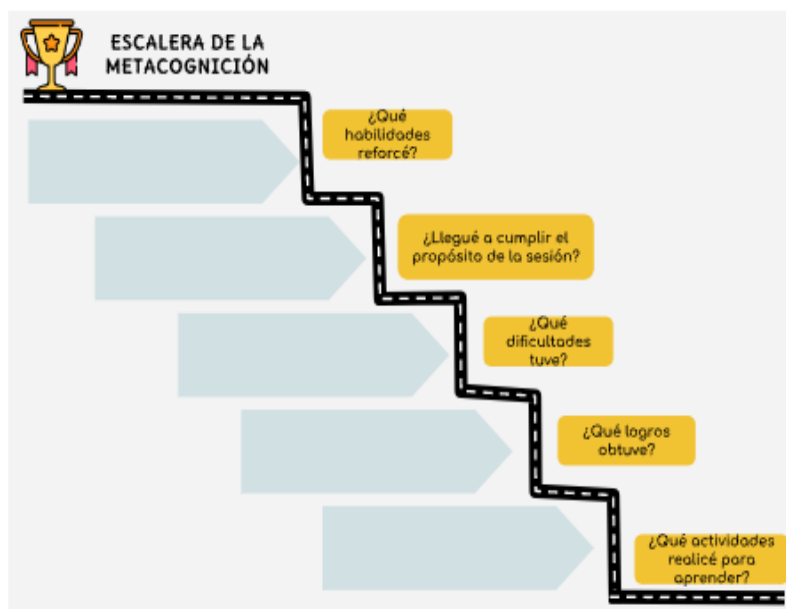 ESCALERA DE LA
METACOGNICIÓN
¿Qué
habilidades
reforcé?
¿Llegué a cumplir el
propósito de la sesión?
¿Qué
dificultades
tuve?
¿Qué logros
obtuve?
¿Qué actividades
realicé para
aprender?